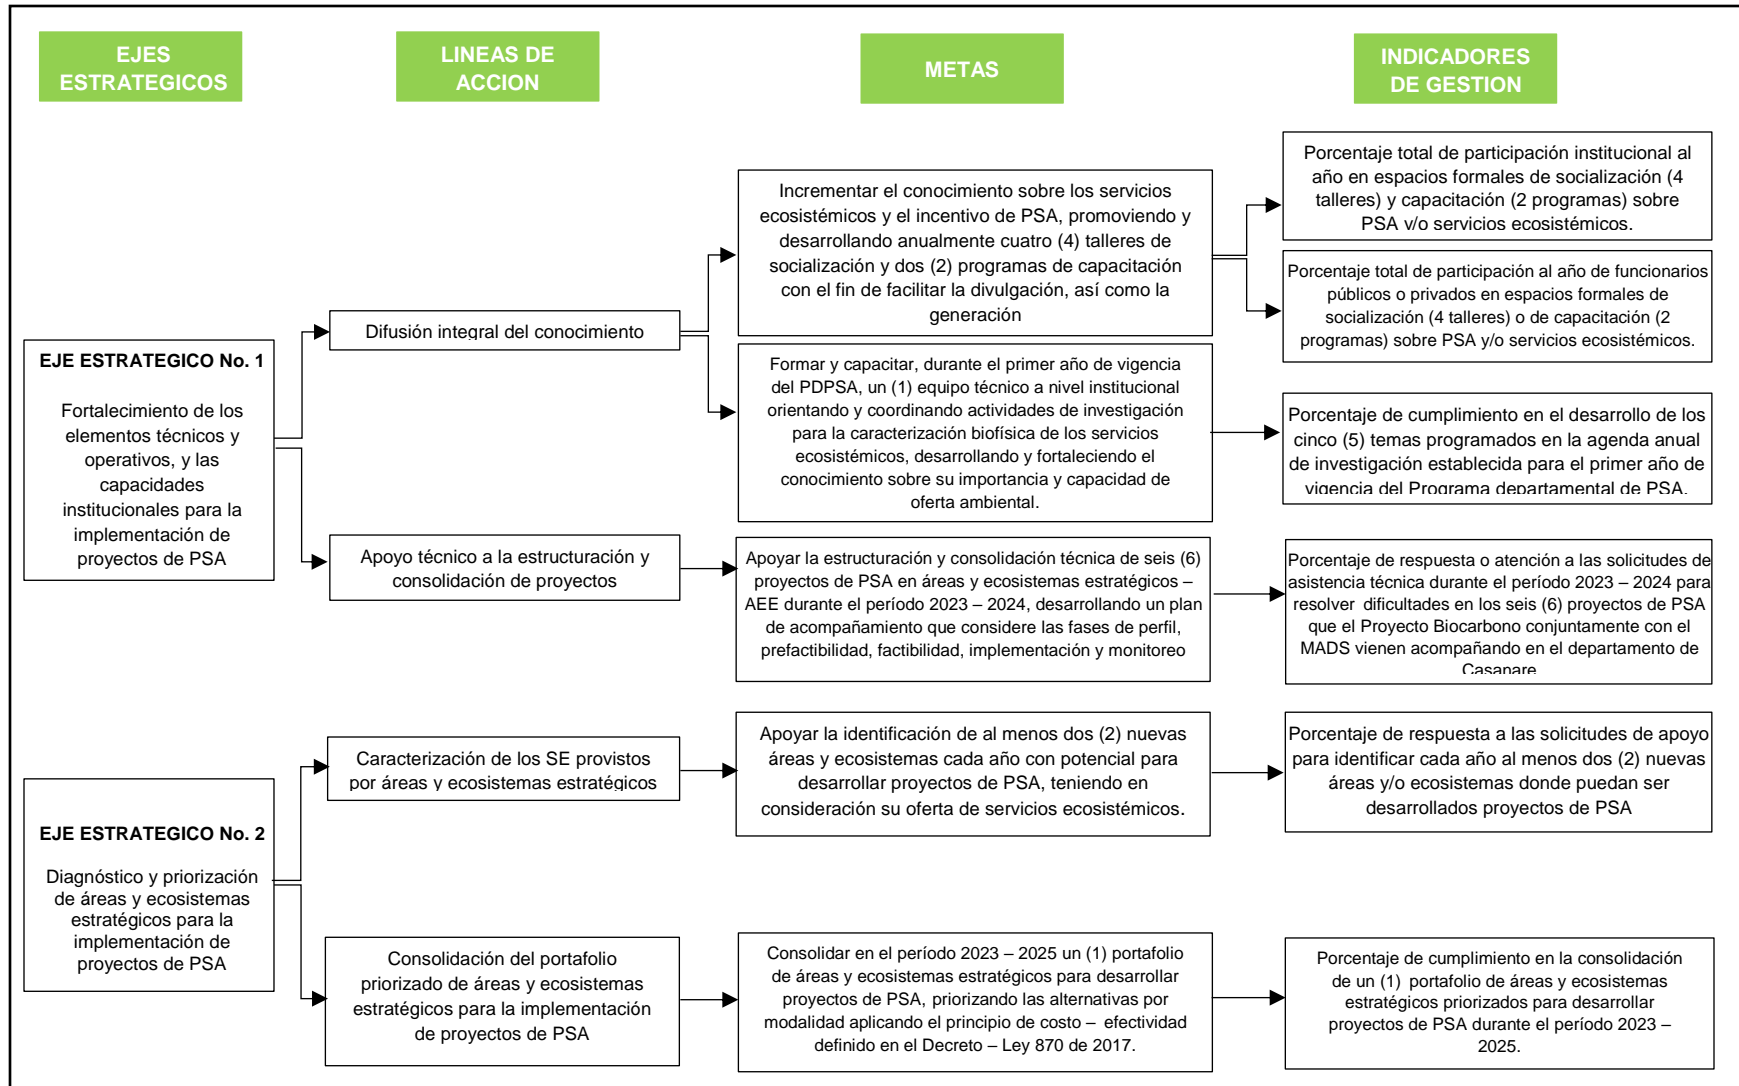 EJES
ESTRATEGICOS
LINEAS DE
ACCION
METAS
INDICADORES
DE GESTION
EJE ESTRATEGICO No. 1
Fortalecimiento de los
elementos técnicos y
operativos, y las
capacidades
institucionales para la
implementación de
proyectos de PSA
Difusión integral del conocimiento
Incrementar el conocimiento sobre los servicios
ecosistémicos y el incentivo de PSA, promoviendo y
desarrollando anualmente cuatro (4) talleres de
socialización y dos (2) programas de capacitación
con el fin de facilitar la divulgación, así como la
generación
Porcentaje total de participación institucional al
año en espacios formales de socialización (4
talleres) y capacitación (2 programas) sobre
PSA y/o servicios ecosistémicos.
Porcentaje total de participación al año de funcionarios
públicos o privados en espacios formales de
socialización (4 talleres) o de capacitación (2
programas) sobre PSA y/o servicios ecosistémicos.
Formar y capacitar, durante el primer año de vigencia
del PDPSA, un (1) equipo técnico a nivel institucional
orientando y coordinando actividades de investigación
para la caracterización biofísica de los servicios
ecosistémicos, desarrollando y fortaleciendo el
conocimiento sobre su importancia y capacidad de
oferta ambiental.
Porcentaje de cumplimiento en el desarrollo de los
cinco (5) temas programados en la agenda anual
de investigación establecida para el primer año de
vigencia del Programa departamental de PSA.
Apoyo técnico a la estructuración y
consolidación de proyectos
Apoyar la estructuración y consolidación técnica de seis (6)
proyectos de PSA en áreas y ecosistemas estratégicos –
AEE durante el período 2023 – 2024, desarrollando un plan
de acompañamiento que considere las fases de perfil,
prefactibilidad, factibilidad, implementación y monitoreo
Porcentaje de respuesta o atención a las solicitudes de
asistencia técnica durante el período 2023 – 2024 para
resolver dificultades en los seis (6) proyectos de PSA
que el Proyecto Biocarbono conjuntamente con el
MADS vienen acompañando en el departamento de
Casanare
EJE ESTRATEGICO No. 2
Diagnóstico y priorización
de áreas y ecosistemas
estratégicos para la
implementación de
proyectos de PSA
Caracterización de los SE provistos
por áreas y ecosistemas estratégicos
Apoyar la identificación de al menos dos (2) nuevas
áreas y ecosistemas cada año con potencial para
desarrollar proyectos de PSA, teniendo en
consideración su oferta de servicios ecosistémicos.
Porcentaje de respuesta a las solicitudes de apoyo
para identificar cada año al menos dos (2) nuevas
áreas y/o ecosistemas donde puedan ser
desarrollados proyectos de PSA
Consolidación del portafolio
priorizado de áreas y ecosistemas
estratégicos para la implementación
de proyectos de PSA
Consolidar en el período 2023 – 2025 un (1) portafolio
de áreas y ecosistemas estratégicos para desarrollar
proyectos de PSA, priorizando las alternativas por
modalidad aplicando el principio de costo – efectividad
definido en el Decreto – Ley 870 de 2017.
Porcentaje de cumplimiento en la consolidación
de un (1) portafolio de áreas y ecosistemas
estratégicos priorizados para desarrollar
proyectos de PSA durante el período 2023 –
2025.